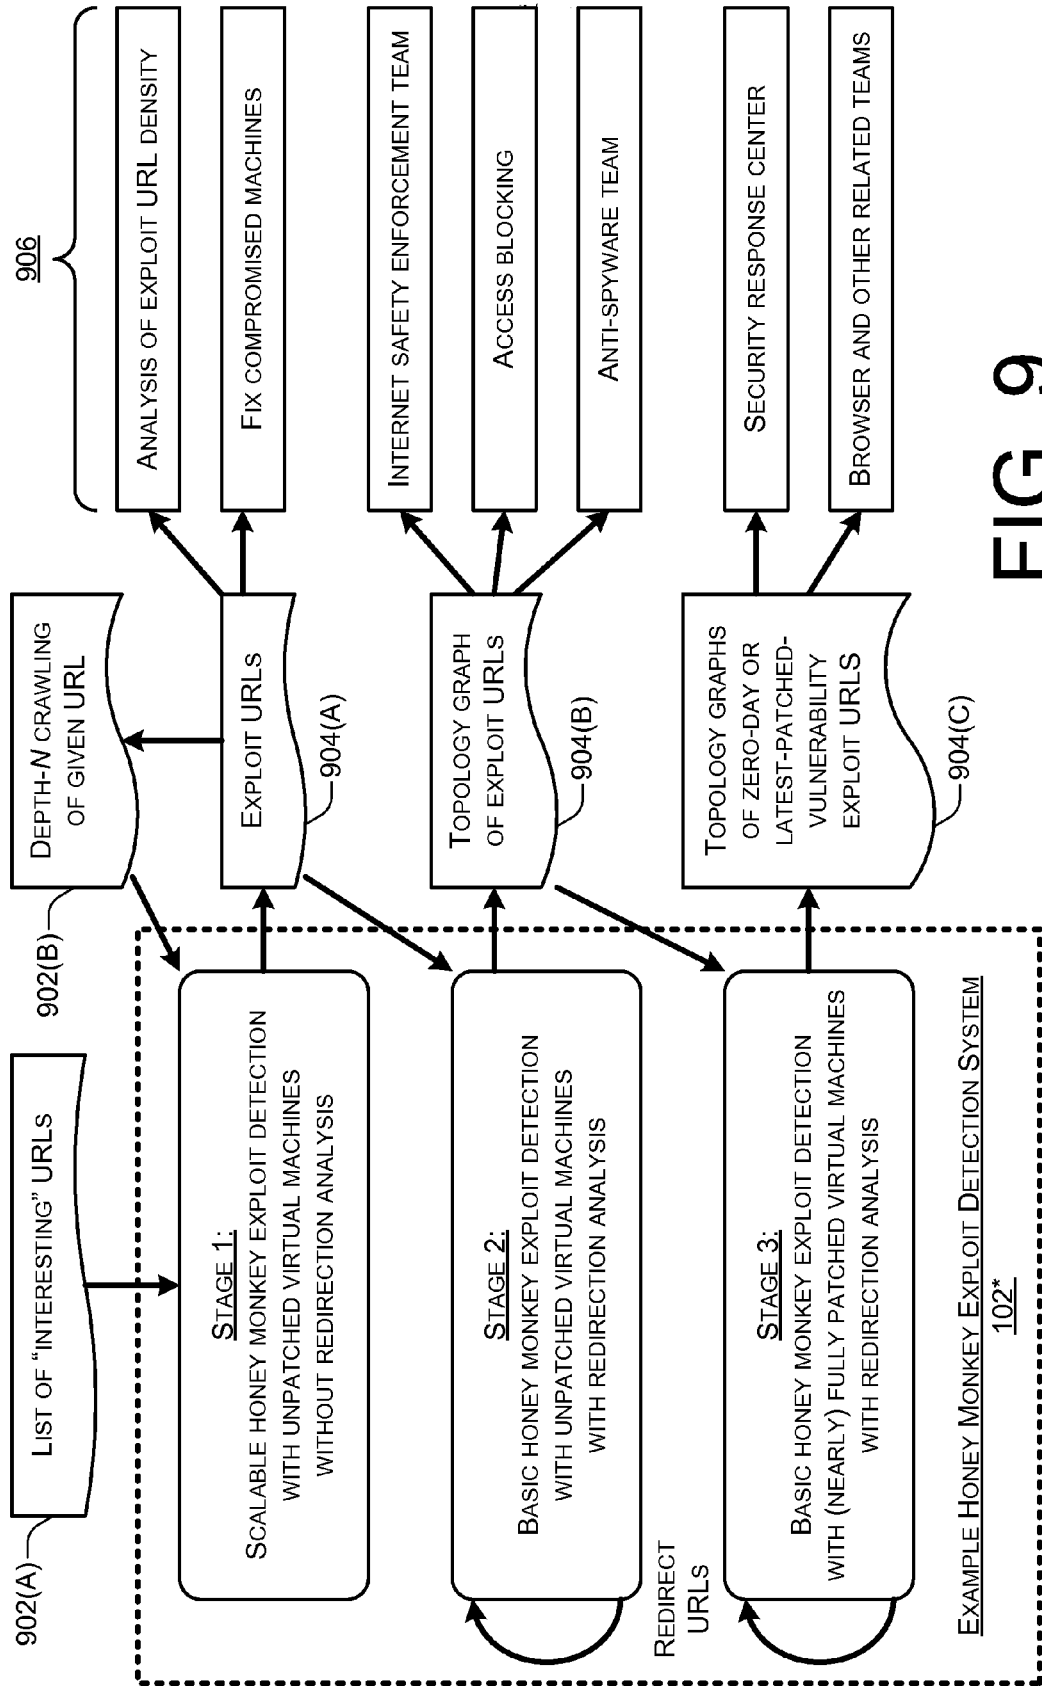 902(A)
LIST OF “INTERESTING” URLS
902(B)
DEPTH-N CRAWLING
OF GIVEN URL
906
STAGE 1:
SCALABLE HONEY MONKEY EXPLOIT DETECTION
WITH UNPATCHED VIRTUAL MACHINES
WITHOUT REDIRECTION ANALYSIS
EXPLOIT URLS
904(A)
ANALYSIS OF EXPLOIT URL DENSITY
FIX COMPROMISED MACHINES
STAGE 2:
BASIC HONEY MONKEY EXPLOIT DETECTION
WITH UNPATCHED VIRTUAL MACHINES
WITH REDIRECTION ANALYSIS
TOPOLOGY GRAPH
OF EXPLOIT URLS
904(B)
INTERNET SAFETY ENFORCEMENT TEAM
ACCESS BLOCKING
ANTI-SPYWARE TEAM
REDIRECT
URLS
STAGE 3:
BASIC HONEY MONKEY EXPLOIT DETECTION
WITH (NEARLY) FULLY PATCHED VIRTUAL MACHINES
WITH REDIRECTION ANALYSIS
TOPOLOGY GRAPHS
OF ZERO-DAY OR
LATEST-PATCHED-
VULNERABILITY
EXPLOIT URLS
904(C)
SECURITY RESPONSE CENTER
BROWSER AND OTHER RELATED TEAMS
EXAMPLE HONEY MONKEY EXPLOIT DETECTION SYSTEM
102*
FIG 9